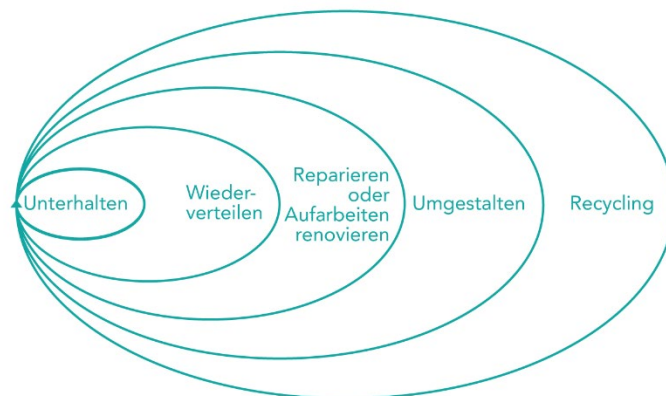 Unterhalten
Wieder-
verteilen
Reparieren
oder
Aufarbeiten
renovieren
Umgestalten
Recycling